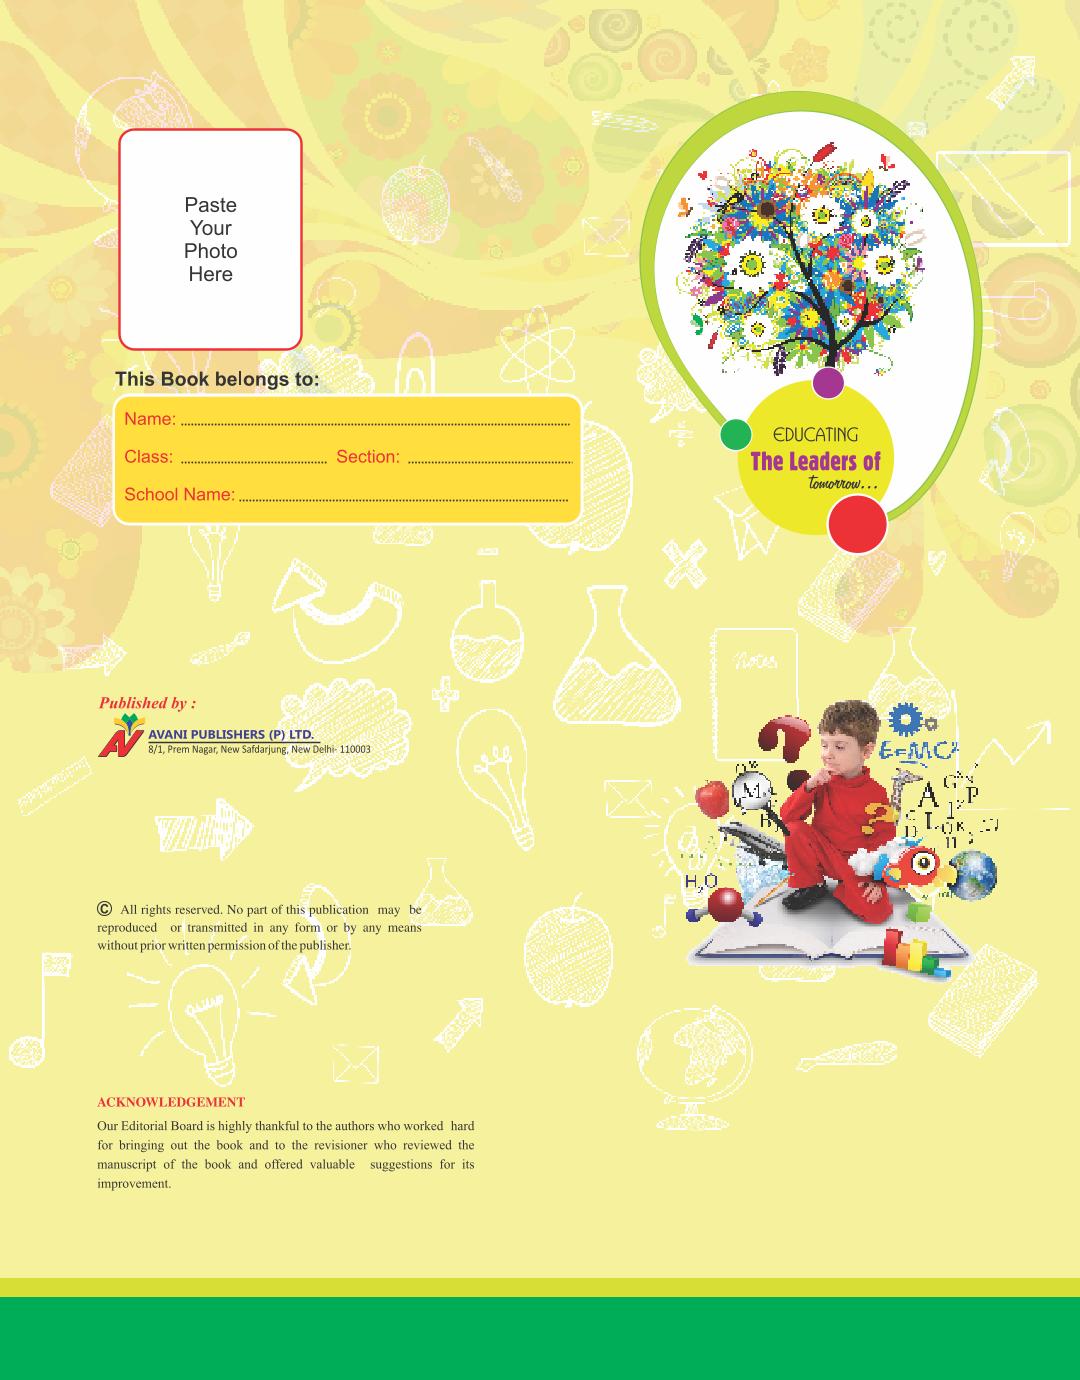 Paste
Your
Photo
Here
This Book belongs to:
Name:
Class: Section:
School Name:
EDUCATING
The Leaders of
tomorrow...
Notes
Published by :
AVANI PUBLISHERS (P) LTD.
8/1, Prem Nagar, New Safdarjung, New Delhi- 110003
E=MC²
M
A
G
P
I
L
D
K
H₂O
© All rights reserved. No part of this publication may be
reproduced or transmitted in any form or by any means
without prior written permission of the publisher.
ACKNOWLEDGEMENT
Our Editorial Board is highly thankful to the authors who worked hard
for bringing out the book and to the revisioner who reviewed the
manuscript of the book and offered valuable suggestions for its
improvement.